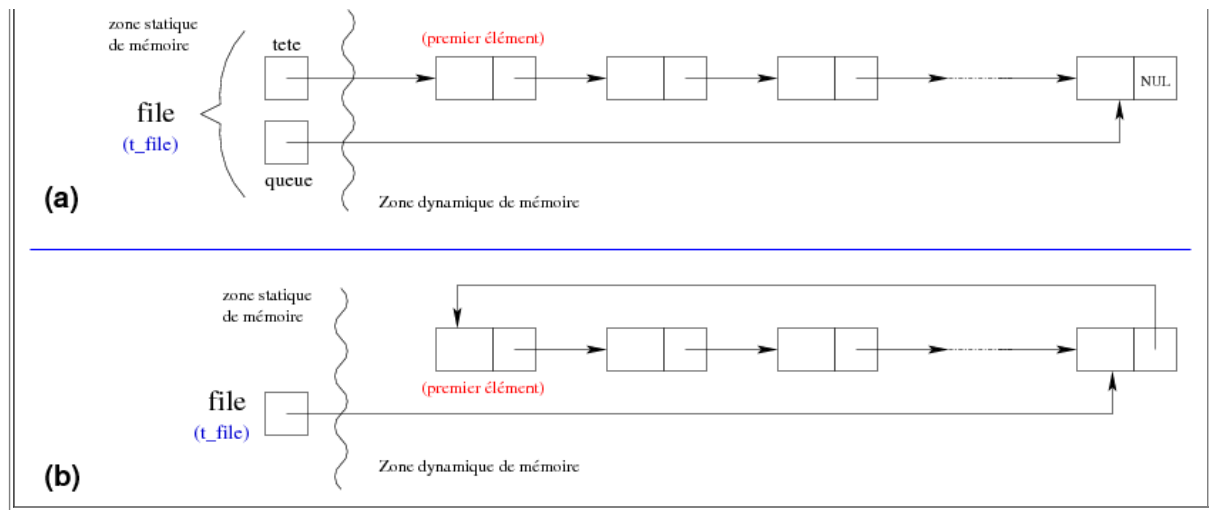 zone statique
de mémoire
tete
(premier élément)
NUL
file
(t_file)
queue
(a)
Zone dynamique de mémoire
zone statique
de mémoire
(premier élément)
file
(t_file)
Zone dynamique de mémoire
(b)